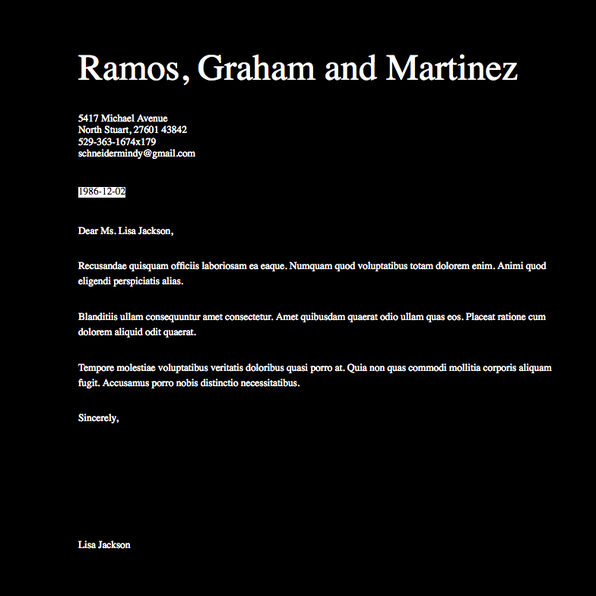 Ramos, Graham and Martinez
5417 Michael Avenue
North Stuart, 27601 43842
529-363-1674x179
schneidermindy@gmail.com
1986-12-02
Dear Ms. Lisa Jackson,
Recusandae quisquam officiis laboriosam ea eaque. Numquam quod voluptatibus totam dolorem enim. Animi quod
eligendi perspiciatis alias.
Blanditiis ullam consequuntur amet consectetur. Amet quibusdam quaerat odio ullam quas eos. Placeat ratione cum
dolorem aliquid odit quaerat.
Tempore molestiae voluptatibus veritatis doloribus quasi porro at. Quia non quas commodi mollitia corporis aliquam
fugit. Accusamus porro nobis distinctio necessitatibus.
Sincerely,
Lisa Jackson